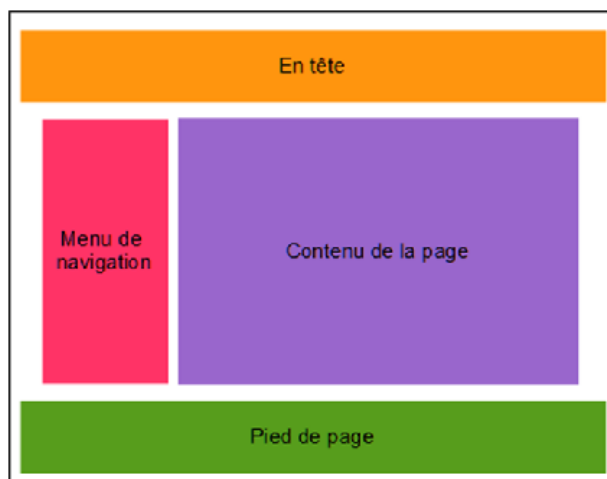 En tête
Menu de
navigation
Contenu de la page
Pied de page